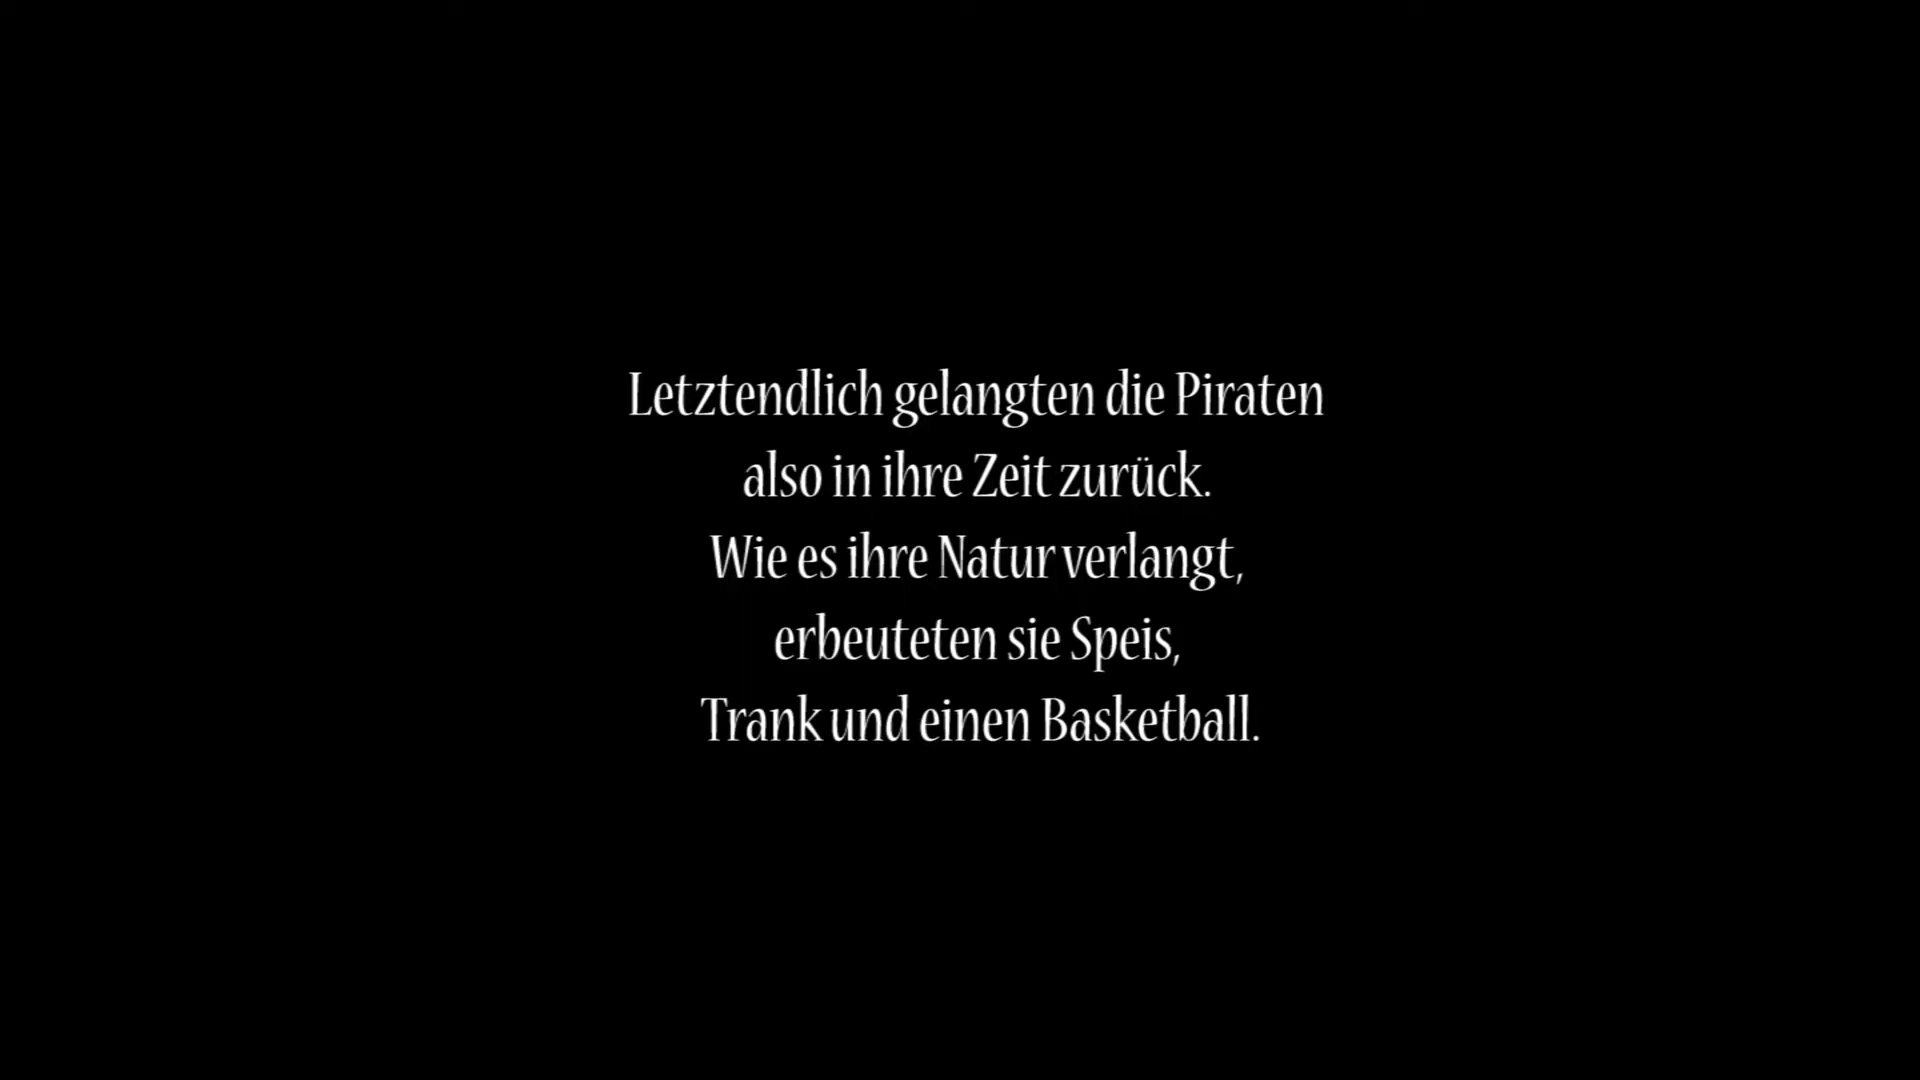 Letztendlich gelangten die Piraten
also in ihre Zeit zurück.
Wie es ihre Natur verlangt,
erbeuteten sie Speis,
Trank und einen Basketball.